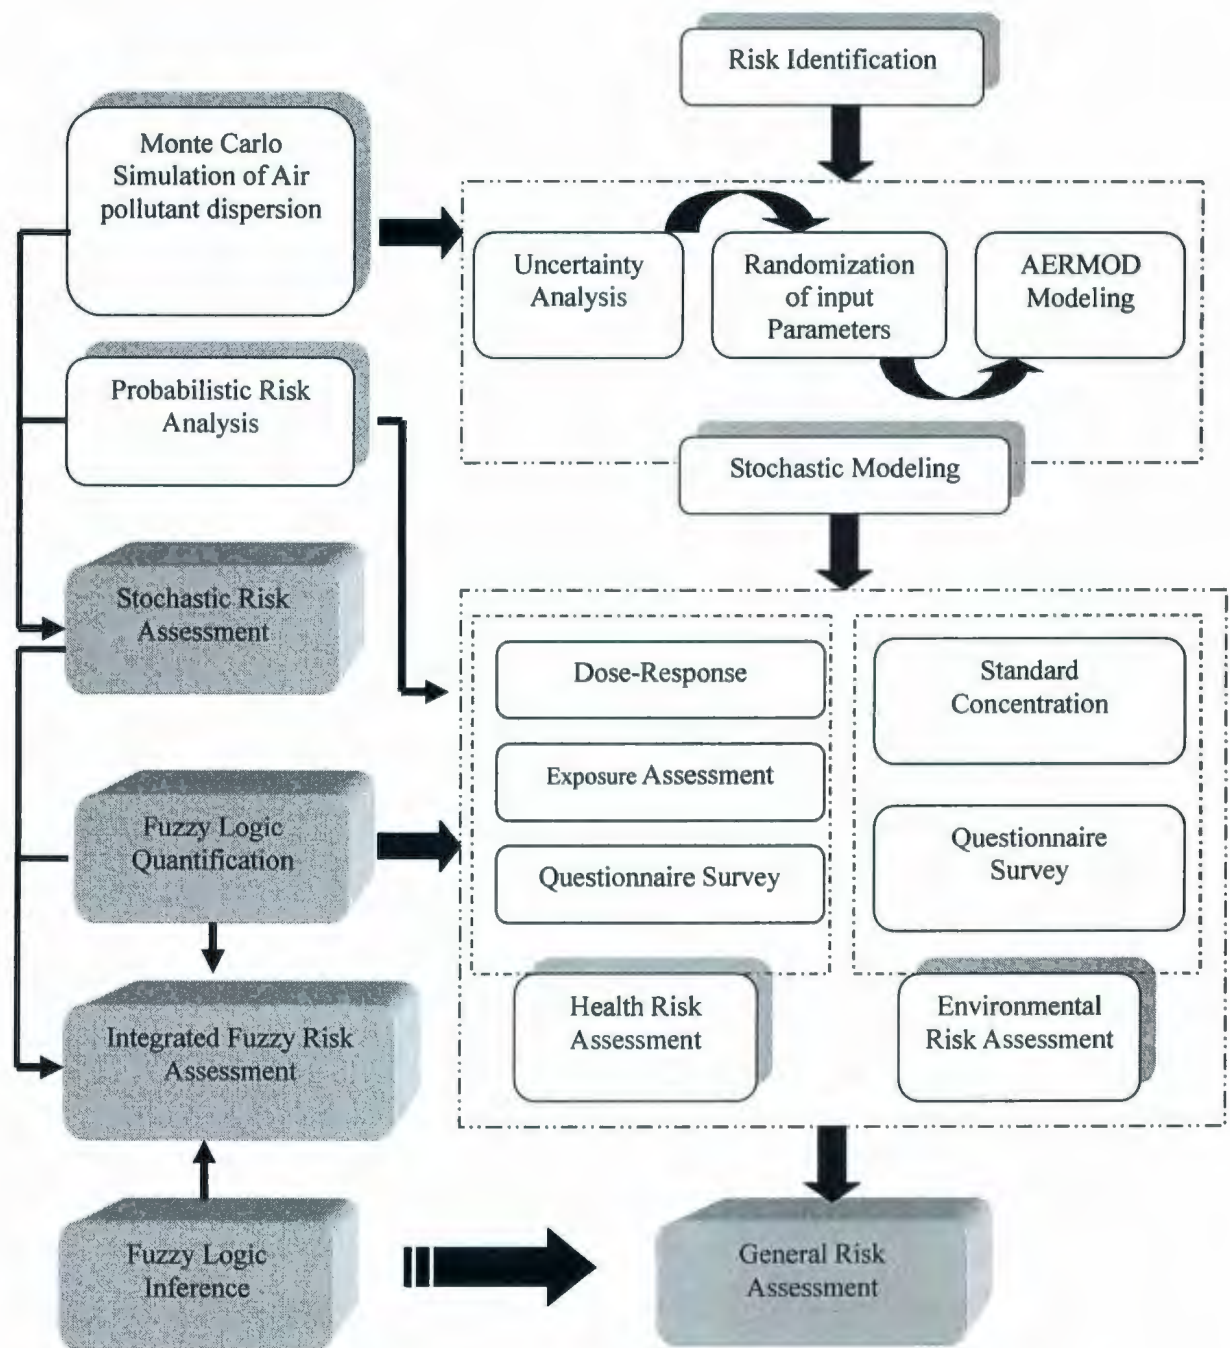 Risk Identification
Monte Carlo
Simulation of Air
pollutant dispersion
Uncertainty
Analysis
Randomization
of input
Parameters
AERMOD
Modeling
Probabilistic Risk
Analysis
Stochastic Modeling
Stochastic Risk
Assessment
Dose-Response
Exposure Assessment
Questionnaire Survey
Standard
Concentration
Questionnaire
Survey
Fuzzy Logic
Quantification
Health Risk
Assessment
Environmental
Risk Assessment
Integrated Fuzzy Risk
Assessment
Fuzzy Logic
Inference
General Risk
Assessment